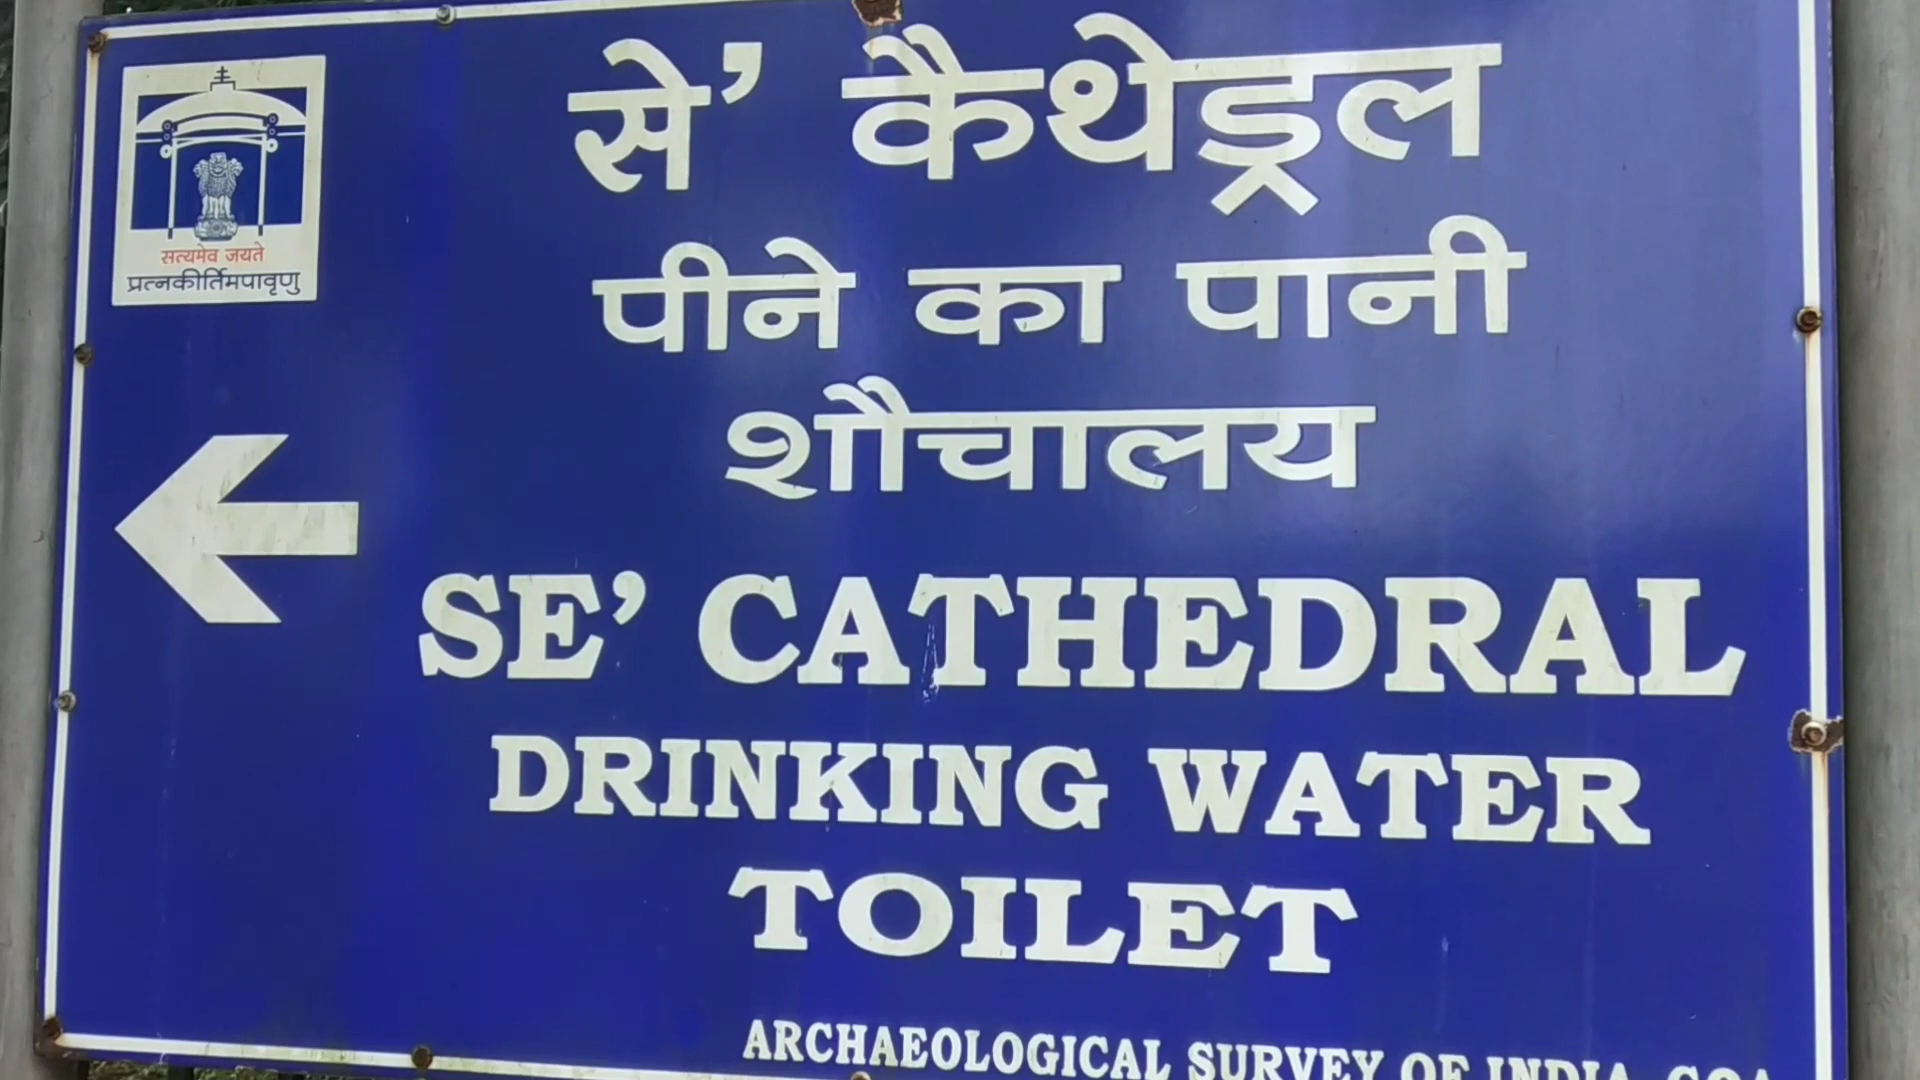 सत्यमेव जयते
प्रत्नकीर्तिमपावृणु
से’ कैथेड्रल
पीने का पानी
शौचालय
SE’ CATHEDRAL
DRINKING WATER
TOILET
ARCHAEOLOGICAL SURVEY OF INDIA, GOA